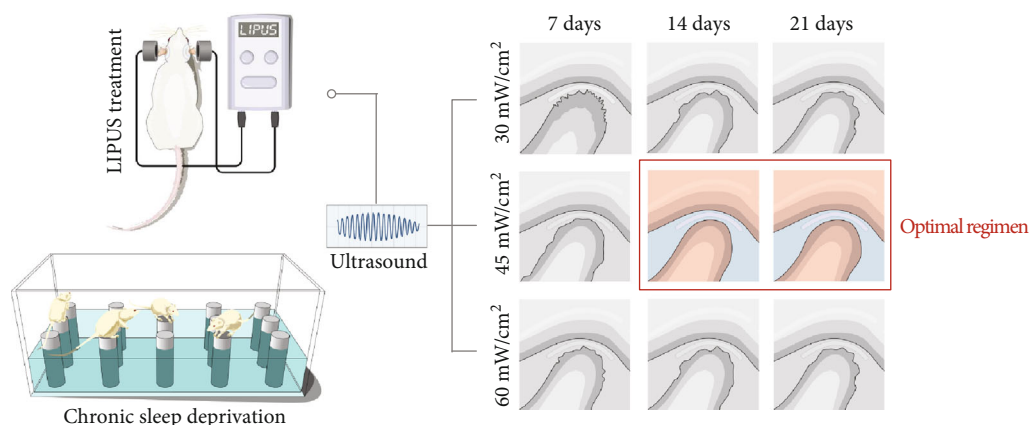 LIPUS
LIPUS treatment
Ultrasound
Chronic sleep deprivation
7 days
14 days
21 days
30 mW/cm²
45 mW/cm²
60 mW/cm²
Optimal regimen